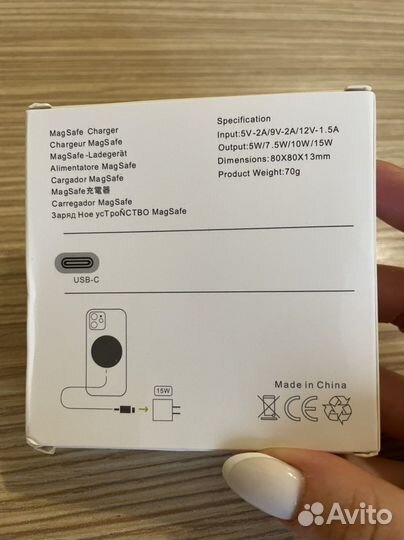 MagSafe Charger
Chargeur MagSafe
MagSafe-Ladegerät
Alimentatore MagSafe
Cargador MagSafe
MagSafe充電器
Carregador MagSafe
Заряд Ное усТроÑСТВО MagSafe
Specification
Input:5V-2A/9V-2A/12V-1.5A
Output:5W/7.5W/10W/15W
Dimensions:80X80X13mm
Product Weight:70g
USB-C
15W
Made in China
CE
Avito